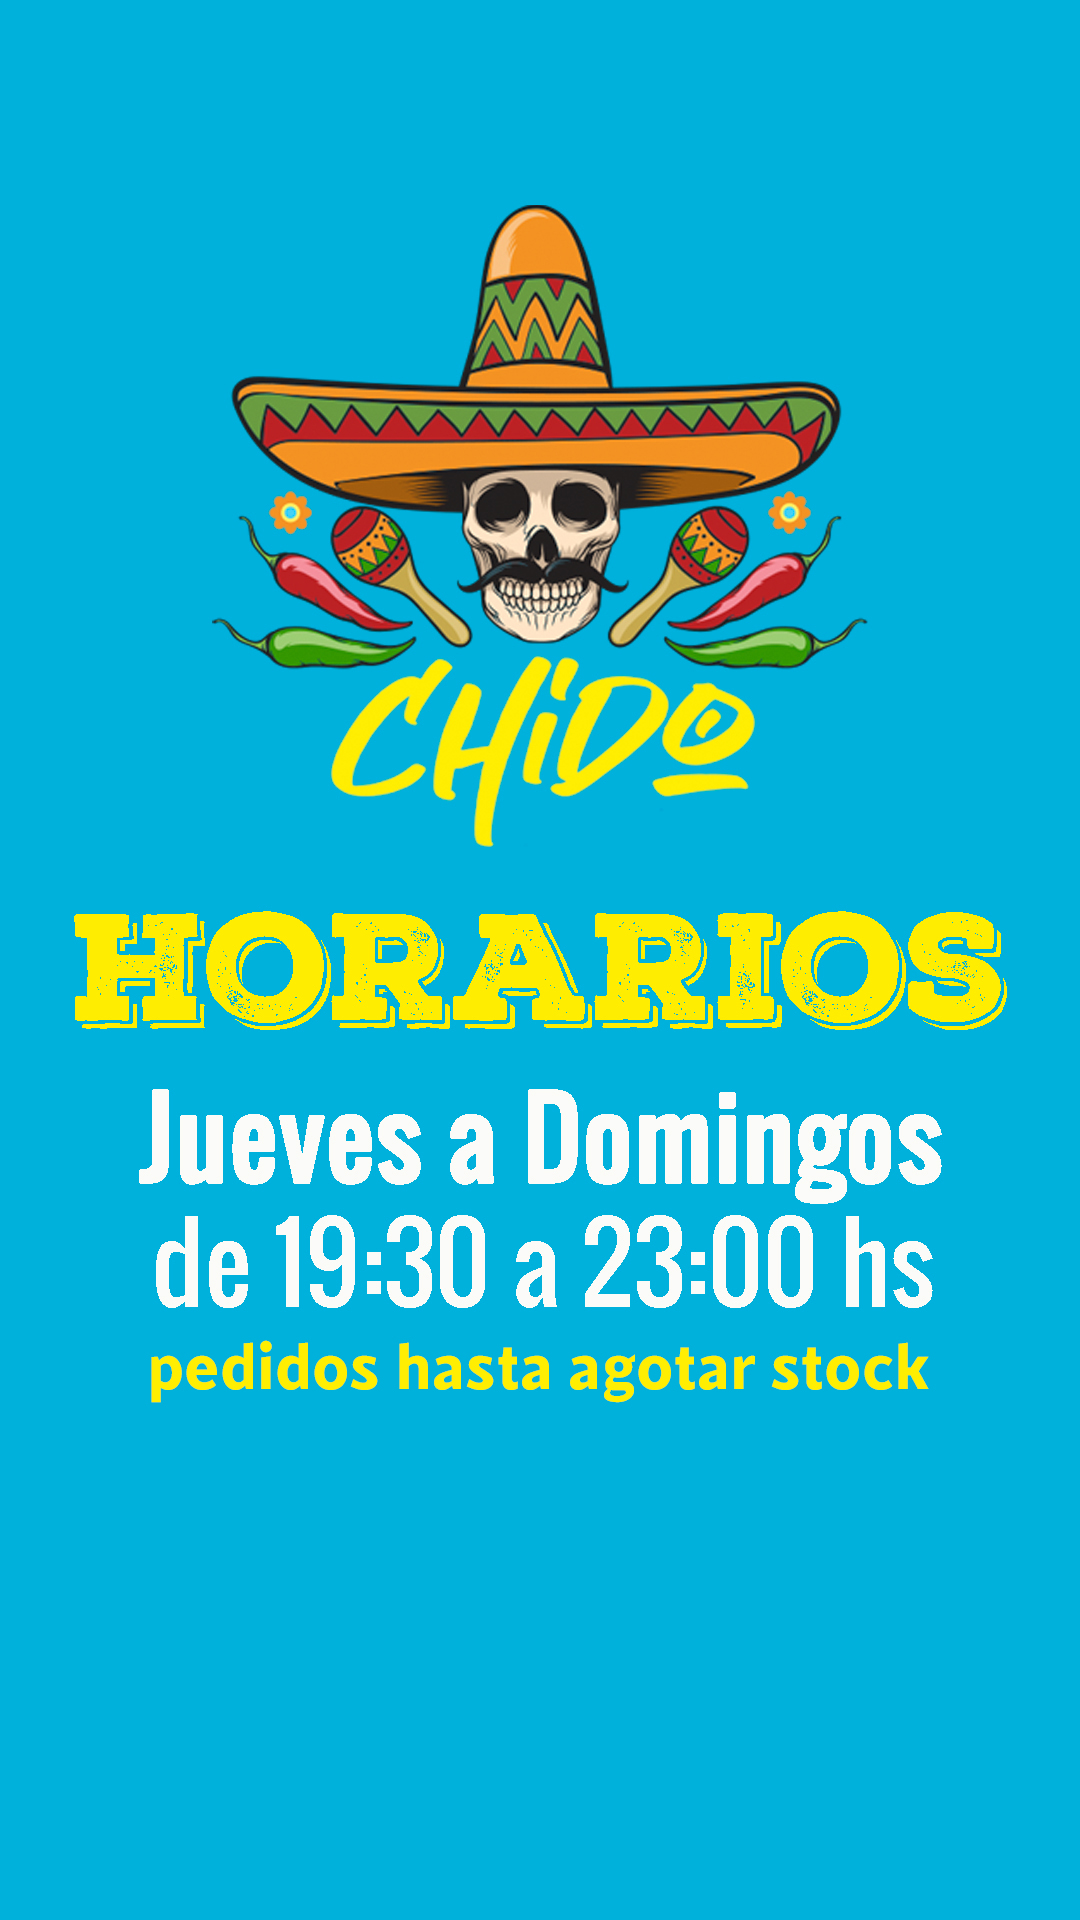 CHiDO
HORARIOS
Jueves a Domingos
de 19:30 a 23:00 hs
pedidos hasta agotar stock